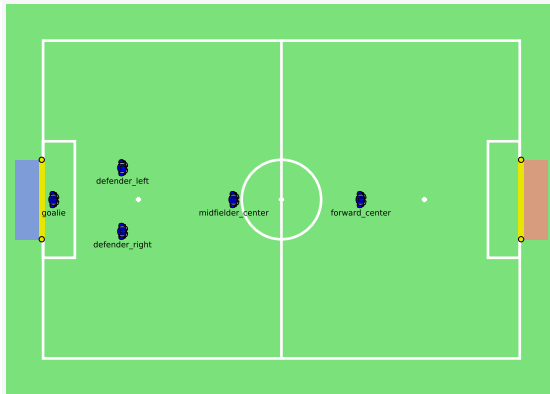 defender_left
goalie
midfielder_center
forward_center
defender_right